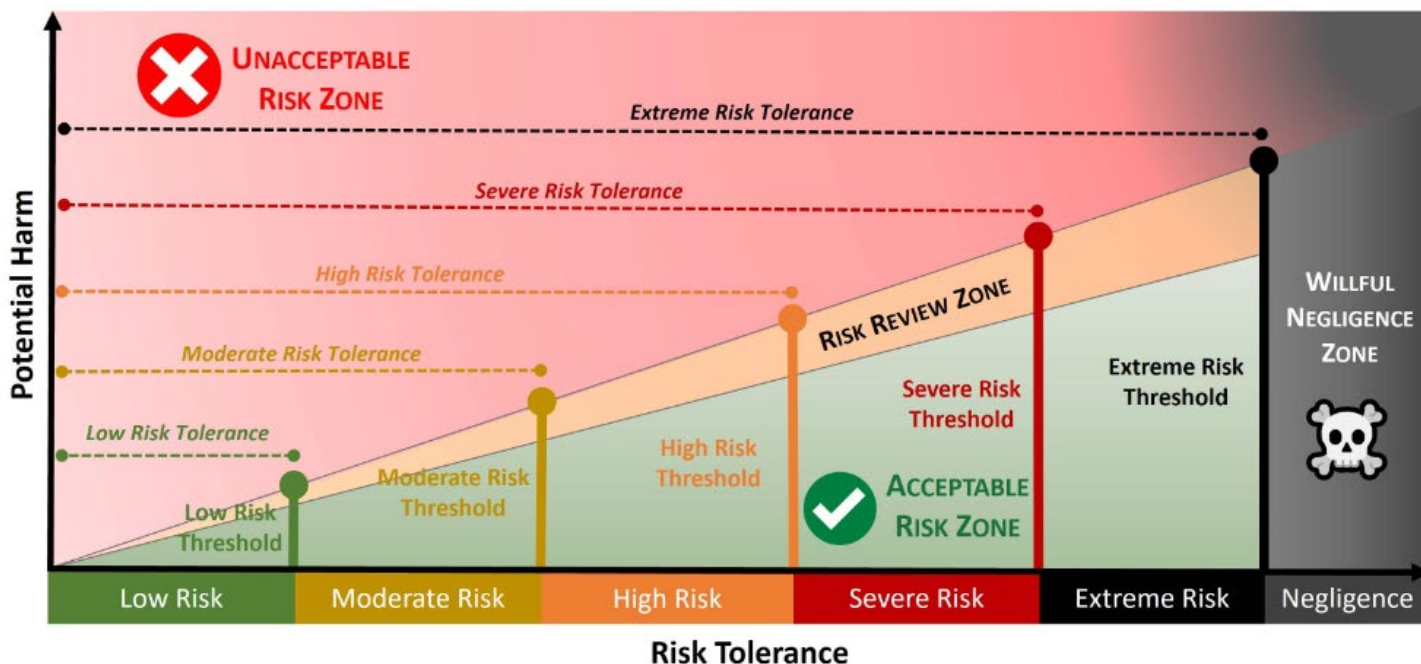 UNACCEPTABLE
RISK ZONE
Extreme Risk Tolerance
Severe Risk Tolerance
High Risk Tolerance
Moderate Risk Tolerance
Low Risk Tolerance
Potential Harm
RISK REVIEW ZONE
WILLFUL
NEGLIGENCE
ZONE
Low Risk
Threshold
Moderate Risk
Threshold
High Risk
Threshold
Severe Risk
Threshold
Extreme Risk
Threshold
ACCEPTABLE
RISK ZONE
Low Risk
Moderate Risk
High Risk
Severe Risk
Extreme Risk
Negligence
Risk Tolerance